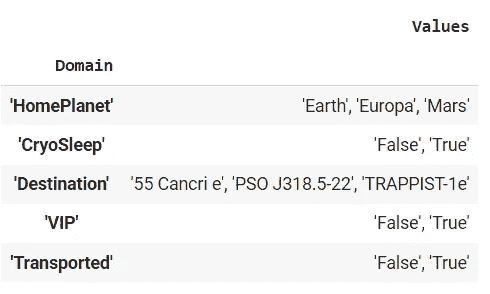 Values
Domain
'HomePlanet' 'Earth', 'Europa', 'Mars'
'CryoSleep' 'False', 'True'
'Destination' '55 Cancri e', 'PSO J318.5-22', 'TRAPPIST-1e'
'VIP' 'False', 'True'
'Transported' 'False', 'True'